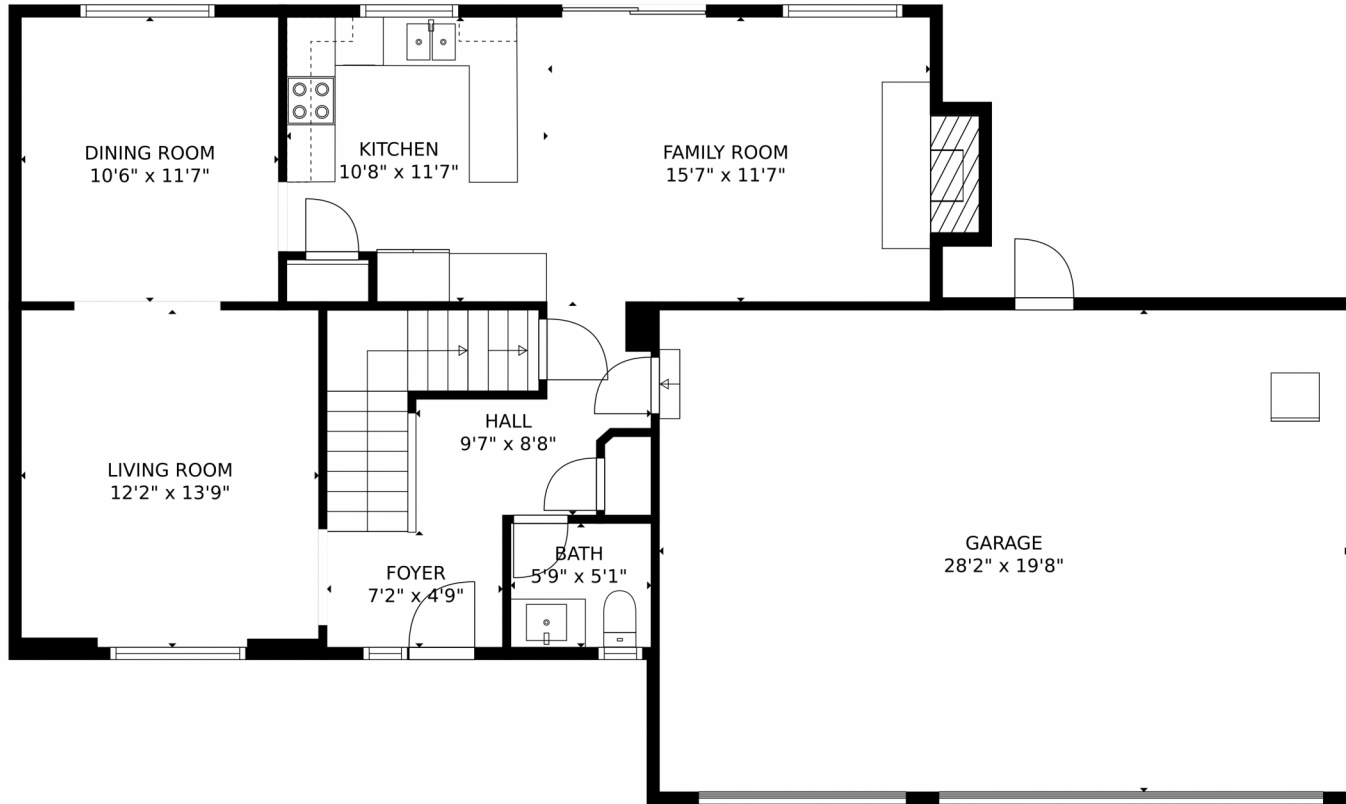 DINING ROOM
10'6" x 11'7"
KITCHEN
10'8" x 11'7"
FAMILY ROOM
15'7" x 11'7"
LIVING ROOM
12'2" x 13'9"
HALL
9'7" x 8'8"
FOYER
7'2" x 4'9"
BATH
5'9" x 5'1"
GARAGE
28'2" x 19'8"